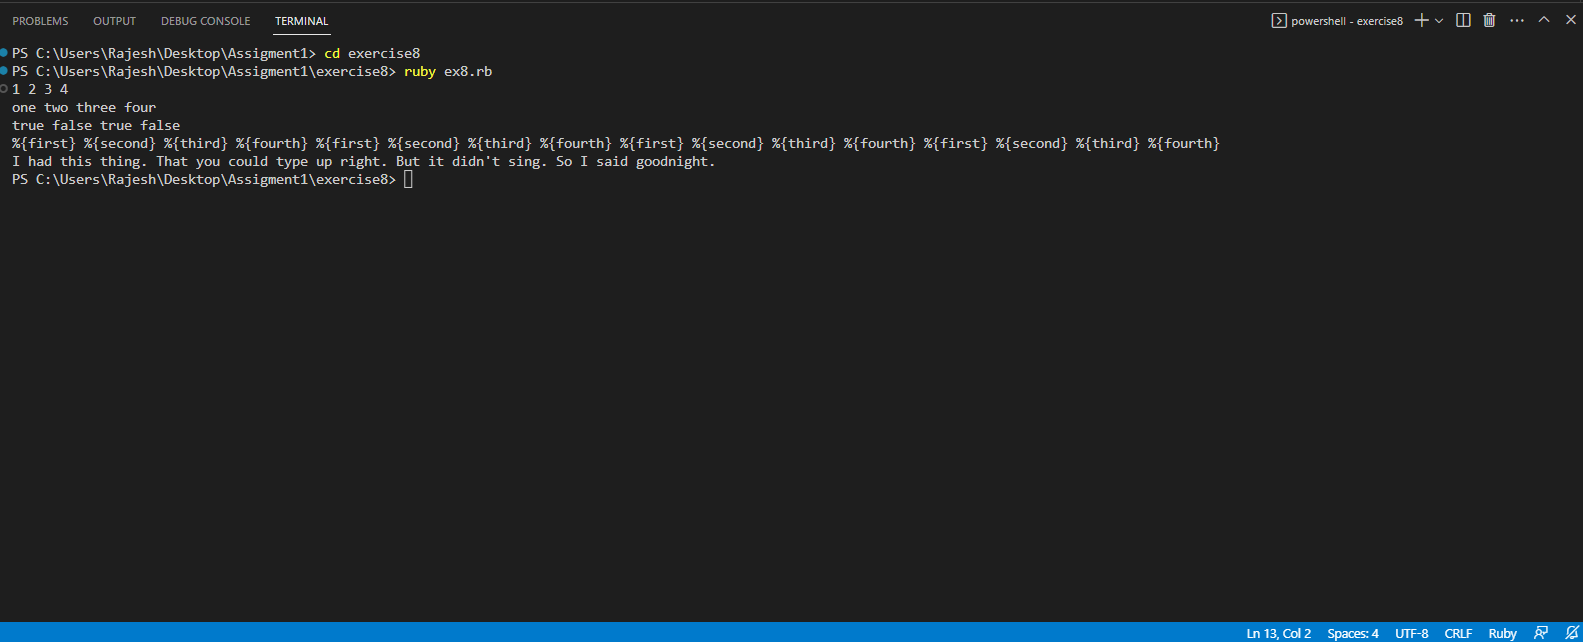 PROBLEMS OUTPUT DEBUG CONSOLE TERMINAL powershell - exercise8
PS C:\Users\Rajesh\Desktop\Assigment1> cd exercise8
PS C:\Users\Rajesh\Desktop\Assigment1\exercise8> ruby ex8.rb
1 2 3 4
one two three four
true false true false
%{first} %{second} %{third} %{fourth} %{first} %{second} %{third} %{fourth} %{first} %{second} %{third} %{fourth} %{first} %{second} %{third} %{fourth}
I had this thing. That you could type up right. But it didn't sing. So I said goodnight.
PS C:\Users\Rajesh\Desktop\Assigment1\exercise8>
Ln 13, Col 2 Spaces: 4 UTF-8 CRLF Ruby